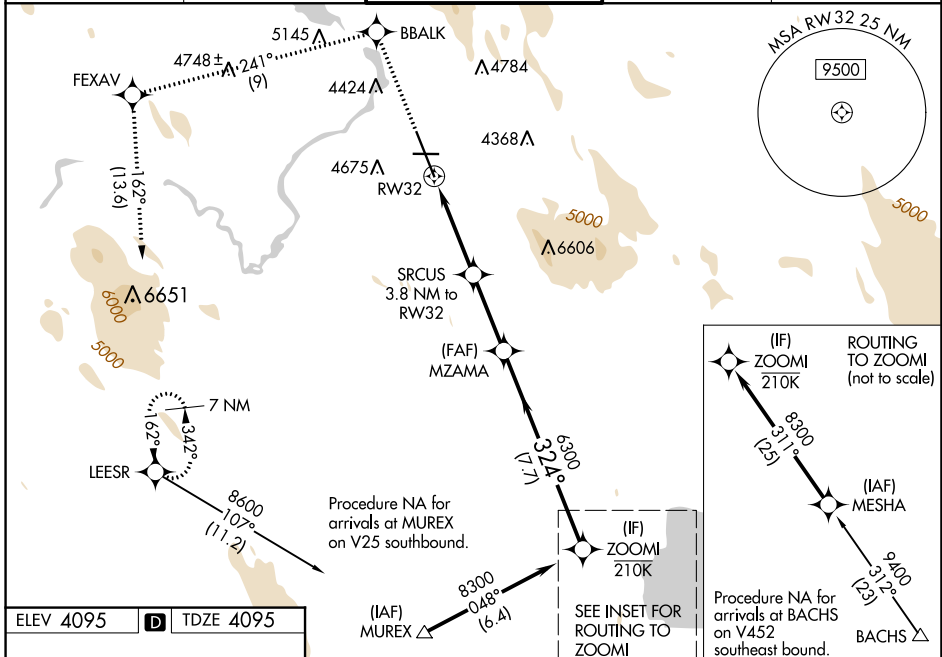 5145
BBALK
4748±
241°
(9)
FEXAV
4424
4784
4368
4675
RW32
MSA RW32 25 NM
9500
162°
(13.6)
5000
6606
5000
6651
6000
5000
SRCUS
3.8 NM to
RW32
(FAF)
MZAMA
7 NM
162°
342°
LEESR
8600
107°
(11.2)
6300
324°
(7.7)
Procedure NA for
arrivals at MUREX
on V25 southbound.
(IF)
ZOOMI
210K
8300
048°
(6.4)
(IAF)
MUREX
SEE INSET FOR
ROUTING TO
ZOOMI
(IF)
ZOOMI
210K
ROUTING
TO ZOOMI
(not to scale)
8300
311°
(25)
(IAF)
MESHA
9400
312°
(23)
Procedure NA for
arrivals at BACHS
on V452
southeast bound.
BACHS
ELEV 4095
D
TDZE 4095